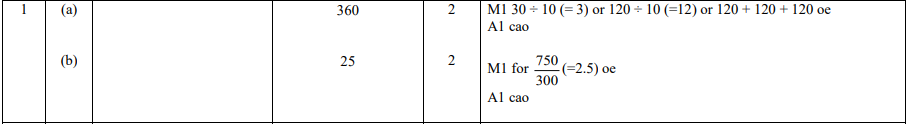 1 (a) 360 2 M1 30 ÷ 10 (= 3) or 120 ÷ 10 (=12) or 120 + 120 + 120 oe
A1 cao
(b) 25 2 M1 for 750/300 (=2.5) oe
A1 cao